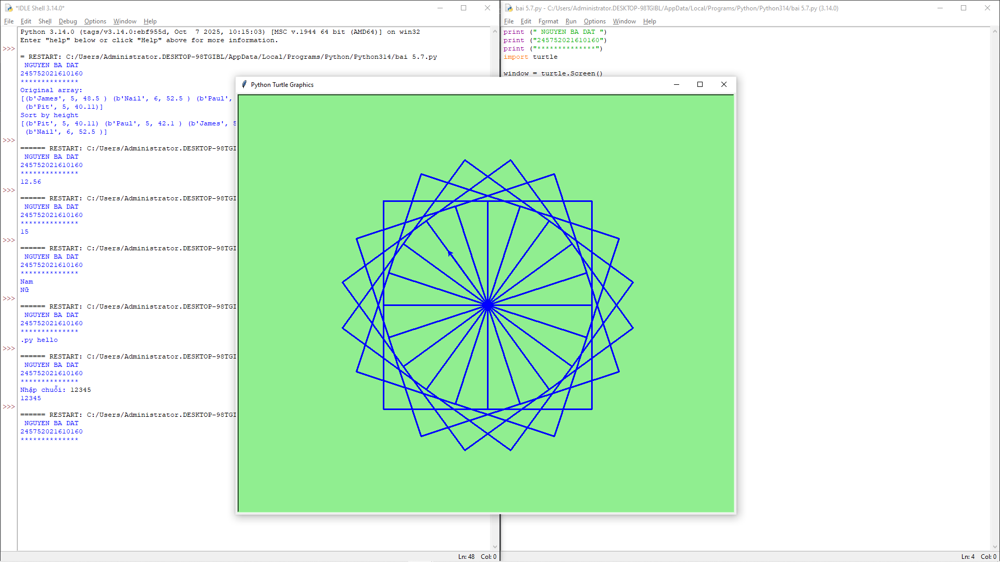 *IDLE Shell 3.14.0*
File Edit Shell Debug Options Window Help
Python 3.14.0 (tags/v3.14.0:ebf955d, Oct  7 2025, 10:15:03) [MSC v.1944 64 bit (AMD64)] on win32
Enter "help" below or click "Help" above for more information.
>>>
= RESTART: C:/Users/Administrator.DESKTOP-98TGIBL/AppData/Local/Programs/Python/Python314/bai 5.7.py
NGUYEN BA DAT
245752021610160
**************
Original array:
[(b'James', 5, 48.5 ) (b'Nail', 6, 52.5 ) (b'Paul',
(b'Pit', 5, 40.11)]
Sort by height
[(b'Pit', 5, 40.11) (b'Paul', 5, 42.1 ) (b'James', 5
(b'Nail', 6, 52.5 )]
>>>
====== RESTART: C:/Users/Administrator.DESKTOP-98TGI
NGUYEN BA DAT
245752021610160
**************
12.56
>>>
====== RESTART: C:/Users/Administrator.DESKTOP-98TGI
NGUYEN BA DAT
245752021610160
**************
15
>>>
====== RESTART: C:/Users/Administrator.DESKTOP-98TGI
NGUYEN BA DAT
245752021610160
**************
Nam
Nữ
>>>
====== RESTART: C:/Users/Administrator.DESKTOP-98TGI
NGUYEN BA DAT
245752021610160
**************
.py hello
>>>
====== RESTART: C:/Users/Administrator.DESKTOP-98TGI
NGUYEN BA DAT
245752021610160
**************
Nhập chuỗi: 12345
12345
>>>
====== RESTART: C:/Users/Administrator.DESKTOP-98TGI
NGUYEN BA DAT
245752021610160
**************
Ln: 48 Col: 0
bai 5.7.py - C:/Users/Administrator.DESKTOP-98TGIBL/AppData/Local/Programs/Python/Python314/bai 5.7.py (3.14.0)
File Edit Format Run Options Window Help
print (" NGUYEN BA DAT ")
print ("245752021610160")
print ("**************")
import turtle
window = turtle.Screen()
Python Turtle Graphics
Ln: 4 Col: 0